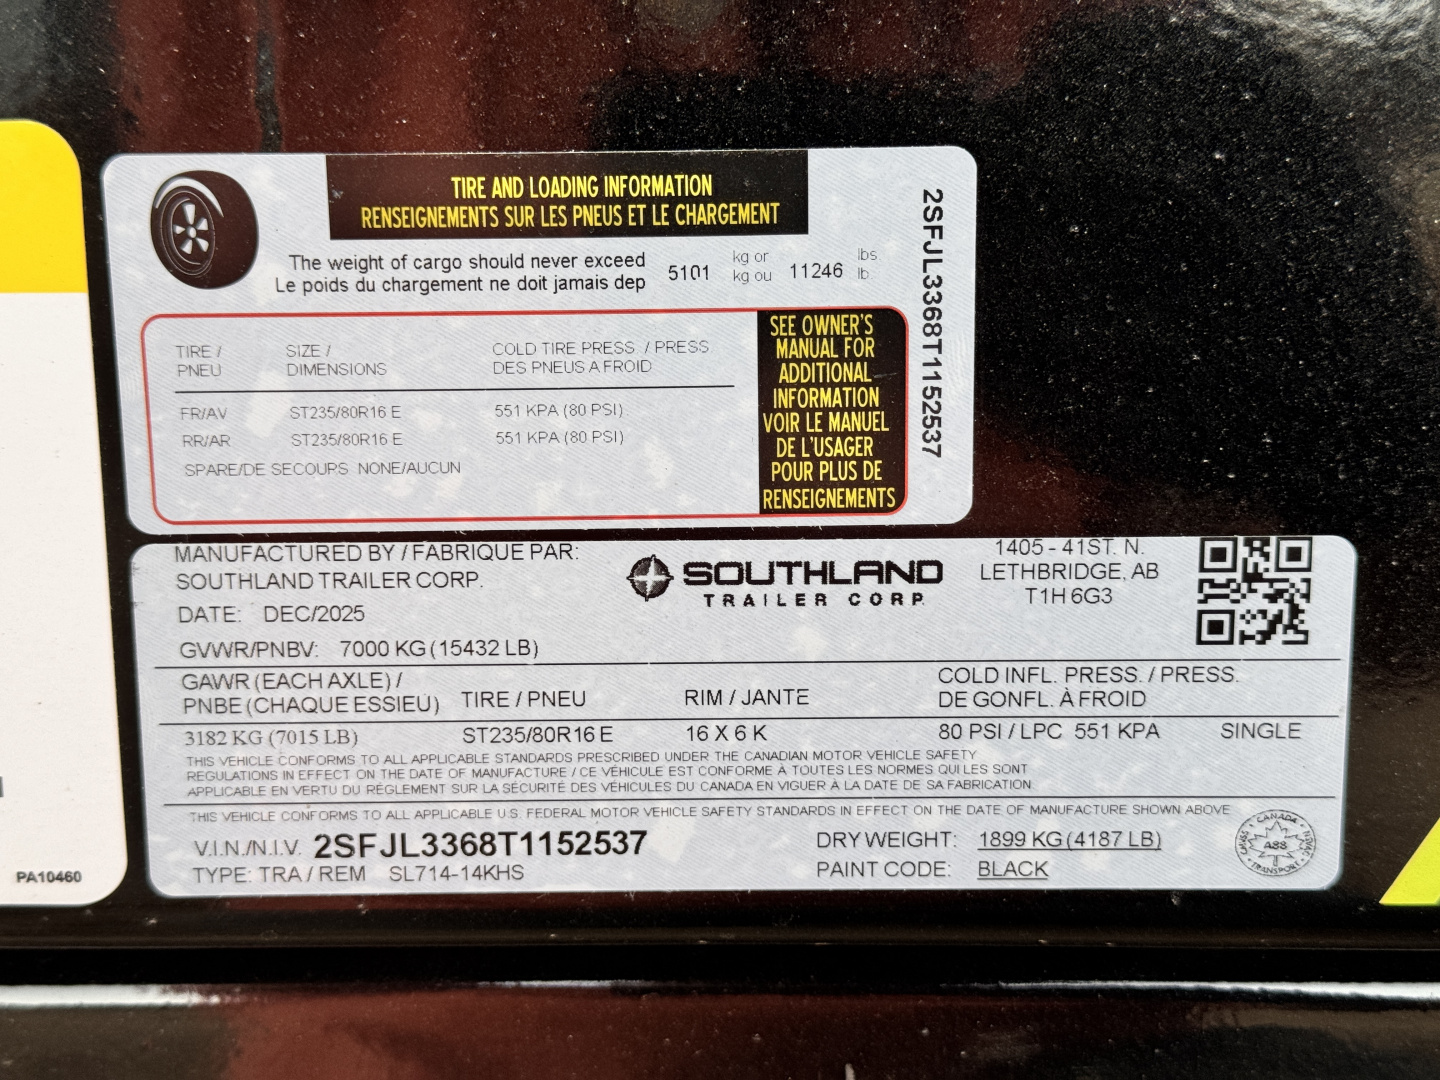 TIRE AND LOADING INFORMATION
RENSEIGNEMENTS SUR LES PNEUS ET LE CHARGEMENT
The weight of cargo should never exceed 5101 kg or 11246 lbs
Le poids du chargement ne doit jamais dep kg ou lb
TIRE / SIZE / COLD TIRE PRESS. / PRESS
PNEU DIMENSIONS DES PNEUS A FROID
FR/AV ST235/80R16 E 551 KPA (80 PSI)
RR/AR ST235/80R16 E 551 KPA (80 PSI)
SPARE/DE SECOURS NONE/AUCUN
SEE OWNER'S
MANUAL FOR
ADDITIONAL
INFORMATION
VOIR LE MANUEL
DE L'USAGER
POUR PLUS DE
RENSEIGNEMENTS
2SFJL3368T1152537
MANUFACTURED BY / FABRIQUE PAR:
SOUTHLAND TRAILER CORP.
DATE: DEC/2025
GVWR/PNBV: 7000 KG (15432 LB)
SOUTHLAND
TRAILER CORP.
1405 - 41ST. N.
LETHBRIDGE, AB
T1H 6G3
GAWR (EACH AXLE) / COLD INFL. PRESS. / PRESS.
PNBE (CHAQUE ESSIEU) TIRE / PNEU RIM / JANTE DE GONFL. À FROID
3182 KG (7015 LB) ST235/80R16 E 16 X 6 K 80 PSI / LPC 551 KPA SINGLE
THIS VEHICLE CONFORMS TO ALL APPLICABLE STANDARDS PRESCRIBED UNDER THE CANADIAN MOTOR VEHICLE SAFETY
REGULATIONS IN EFFECT ON THE DATE OF MANUFACTURE / CE VÉHICULE EST CONFORME À TOUTES LES NORMES QUI LES SONT
APPLICABLE EN VERTU DU RÈGLEMENT SUR LA SÉCURITÉ DES VÉHICULES DU CANADA EN VIGUER À LA DATE DE SA FABRICATION
THIS VEHICLE CONFORMS TO ALL APPLICABLE U.S. FEDERAL MOTOR VEHICLE SAFETY STANDARDS IN EFFECT ON THE DATE OF MANUFACTURE SHOWN ABOVE
V.I.N./N.I.V. 2SFJL3368T1152537 DRY WEIGHT: 1899 KG (4187 LB)
TYPE: TRA / REM SL714-14KHS PAINT CODE: BLACK
CANADA
TRANSPORT
PA10460